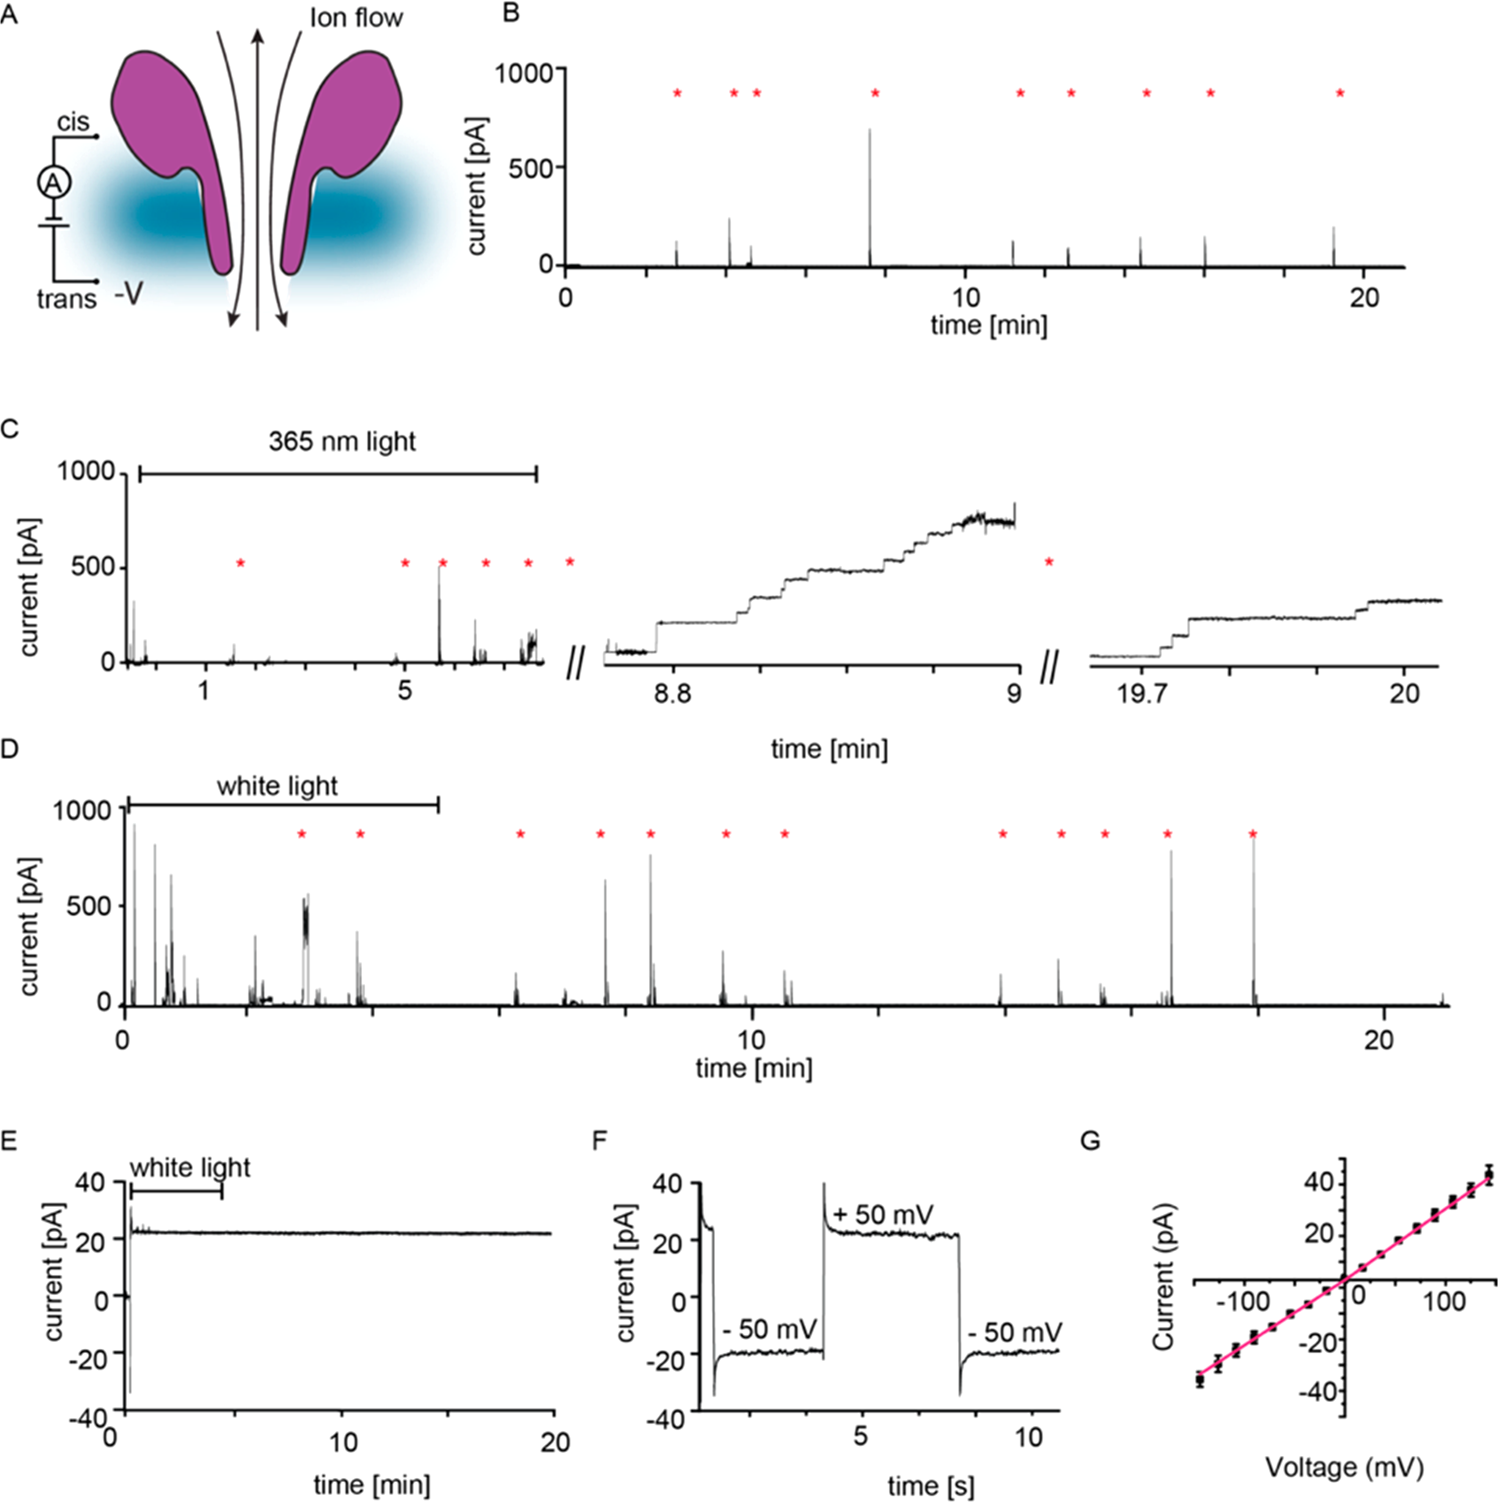 A
Ion flow
cis
A
trans -V
B
1000
500
0
current [pA]
* * * * * * * * *
0 10 20
time [min]
C
365 nm light
1000
500
0
current [pA]
* * * * * * *
1 5 // 8.8 9 // 19.7 20
time [min]
D
white light
1000
500
0
current [pA]
* * * * * * * * * * * *
0 10 20
time [min]
E
white light
40
20
0
-20
-40
current [pA]
0 10 20
time [min]
F
40
20
0
-20
-40
current [pA]
+ 50 mV
- 50 mV
- 50 mV
5 10
time [s]
G
Current (pA)
40
20
-100 0 100
-20
-40
Voltage (mV)